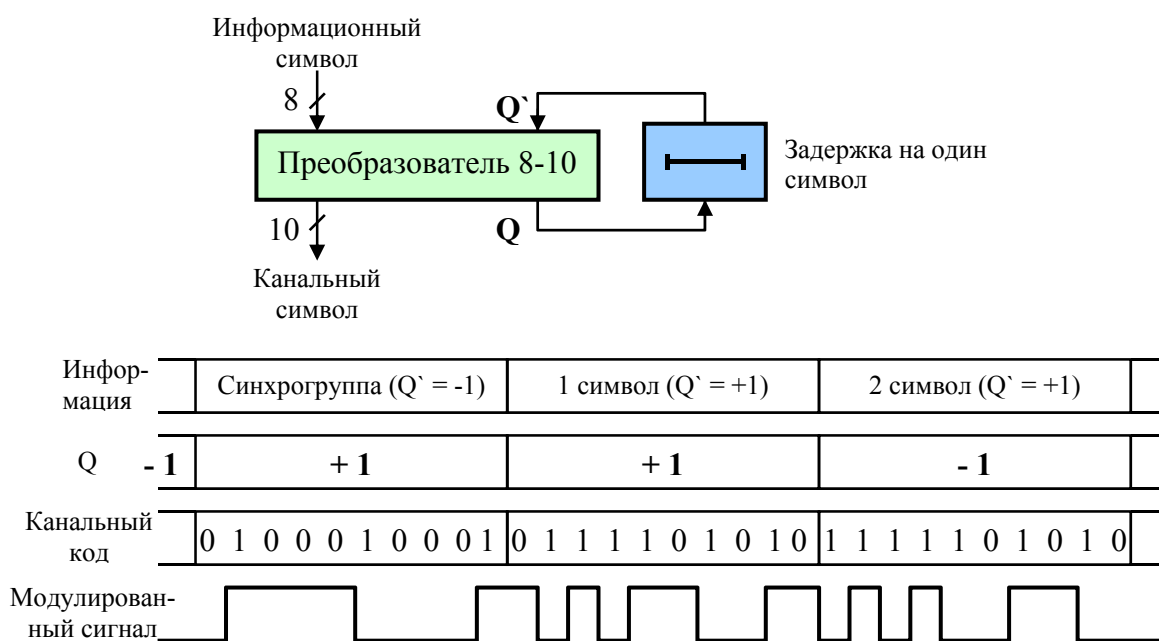 Информационный
символ
8
Q`
Преобразователь 8-10
Задержка на один
символ
10
Q
Канальный
символ
Инфор-
мация
Синхрогруппа (Q` = -1)
1 символ (Q` = +1)
2 символ (Q` = +1)
Q
- 1
+ 1
+ 1
- 1
Канальный
код
0 1 0 0 0 1 0 0 0 1
0 1 1 1 1 0 1 0 1 0
1 1 1 1 1 0 1 0 1 0
Модулирован-
ный сигнал